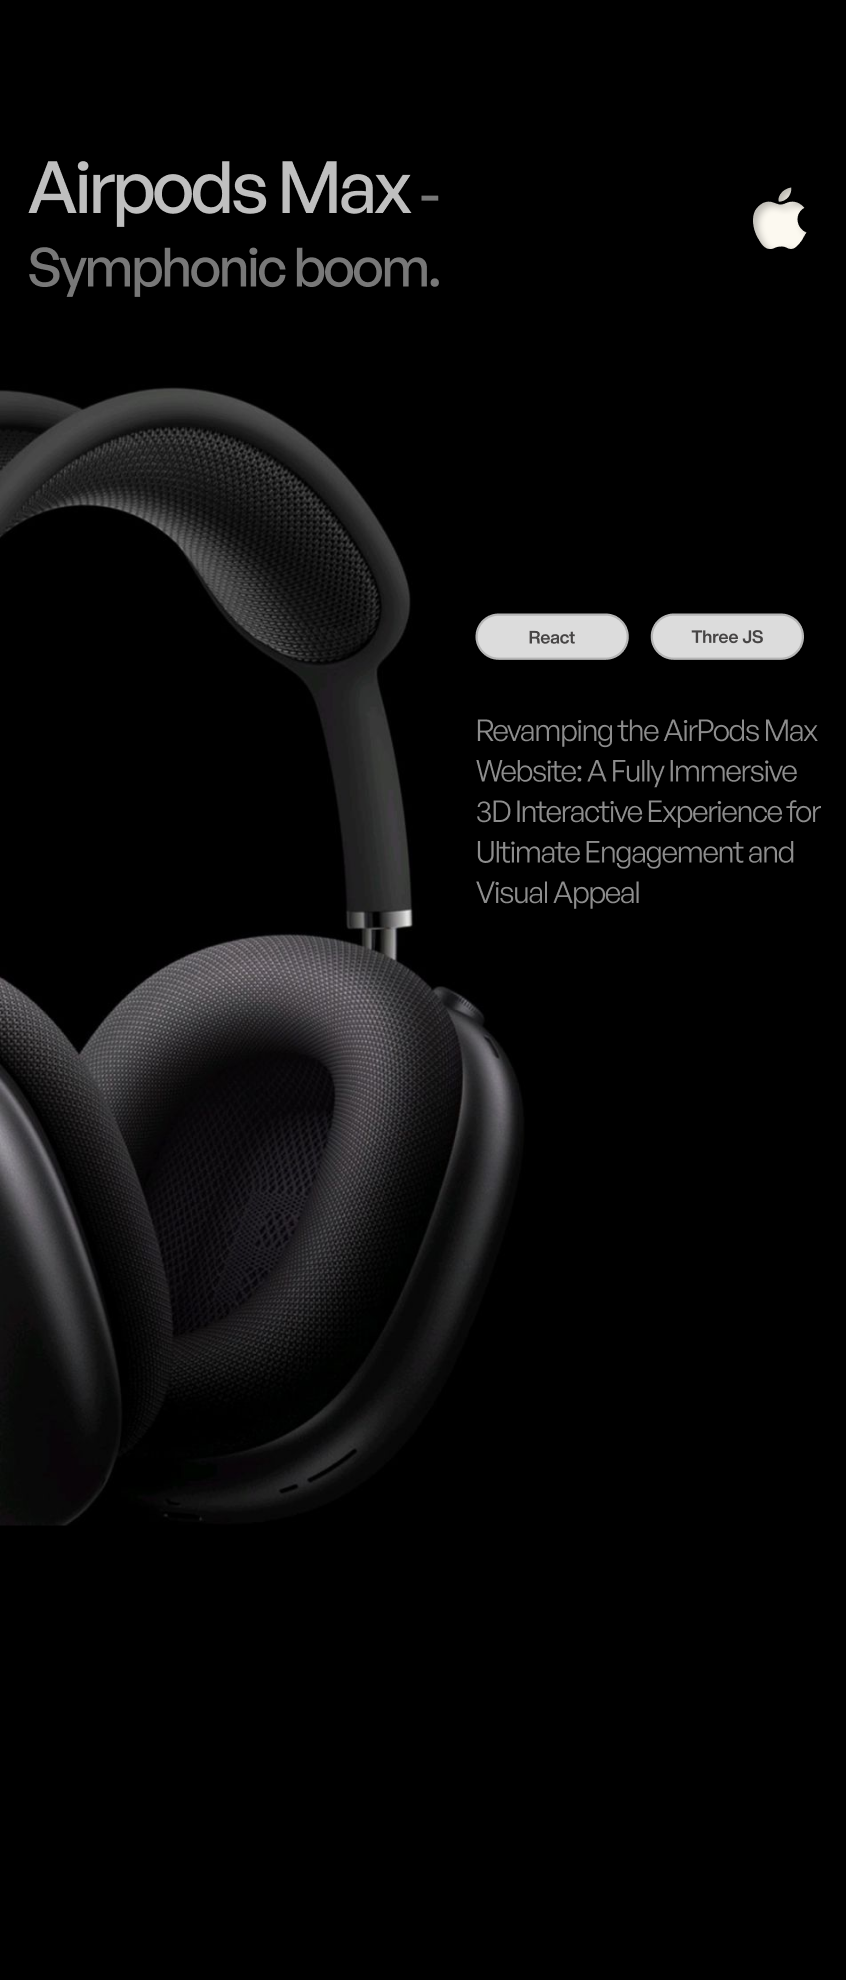 Airpods Max -
Symphonic boom.
React
Three JS
Revamping the AirPods Max
Website: A Fully Immersive
3D Interactive Experience for
Ultimate Engagement and
Visual Appeal